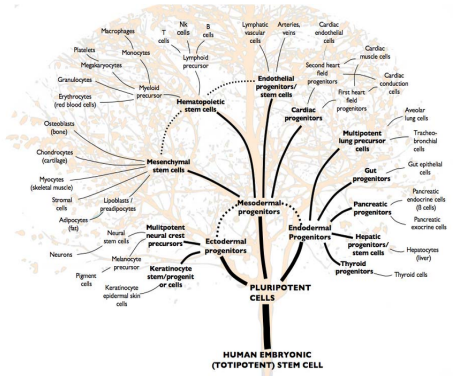 Macrophages
Nk
cells
T
cells
B
cells
Lymphatic
vascular
cells
Arteries,
veins
Cardiac
endothelial
cells
Cardiac
muscle cells
Platelets
Monocytes
Megakaryocytes
Lymphoid
precursor
Second heart
field
progenitors
Cardiac
conduction
cells
Granulocytes
Myeloid
precursor
Endothelial
progenitors/
stem cells
First heart
field
progenitors
Erythrocytes
(red blood cells)
Hematopoietic
stem cells
Cardiac
progenitors
Aveolar
lung cells
Osteoblasts
(bone)
Multipotent
lung precursor
cells
Tracheo-
bronchial
cells
Chondrocytes
(cartilage)
Mesenchymal
stem cells
Gut
progenitors
Gut epithelial
cells
Myocytes
(skeletal muscle)
Stromal
cells
Lipoblasts /
preadipocytes
Mesodermal
progenitors
Pancreatic
progenitors
Pancreatic
endocrine cells
(I cells)
Adipocytes
(fat)
Pancreatic
exocrine cells
Neural
stem cells
Mulitpotent
neural crest
precursors
Ectodermal
progenitors
Endodermal
Progenitors
Hepatic
progenitors/
stem cells
Hepatocytes
(liver)
Neurons
Melanocyte
precursor
Pigment
cells
Keratinocyte
stem/progenit
or cells
Thyroid
progenitors
Thyroid cells
Keratinocyte
epidermal skin
cells
PLURIPOTENT
CELLS
HUMAN EMBRYONIC
(TOTIPOTENT) STEM CELL